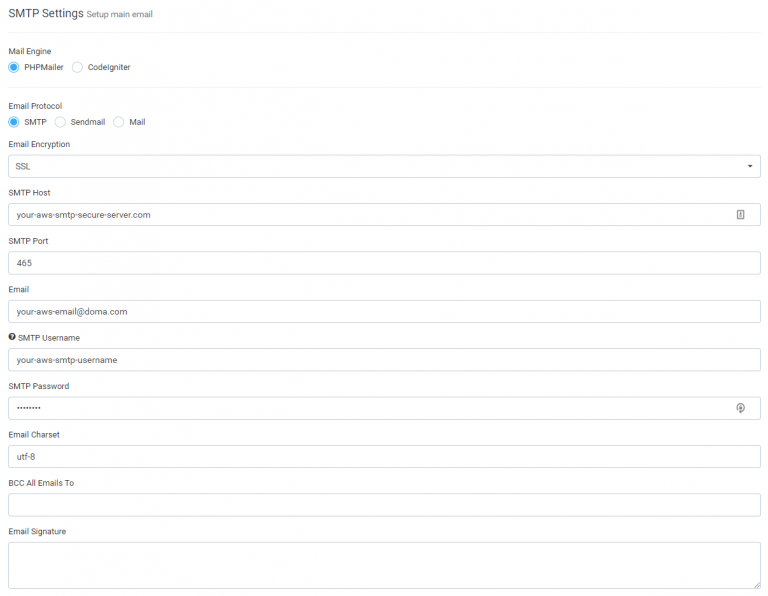 SMTP Settings Setup main email
Mail Engine
PHPMailer CodeIgniter
Email Protocol
SMTP Sendmail Mail
Email Encryption
SSL
SMTP Host
your-aws-smtp-secure-server.com
SMTP Port
465
Email
your-aws-email@doma.com
SMTP Username
your-aws-smtp-username
SMTP Password
••••••••
Email Charset
utf-8
BCC All Emails To
Email Signature